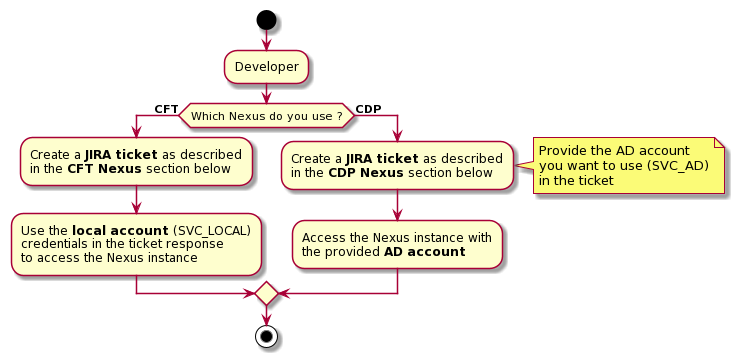 Developer
CFT
Which Nexus do you use ?
CDP
Create a JIRA ticket as described
in the CFT Nexus section below
Create a JIRA ticket as described
in the CDP Nexus section below
Provide the AD account
you want to use (SVC_AD)
in the ticket
Use the local account (SVC_LOCAL)
credentials in the ticket response
to access the Nexus instance
Access the Nexus instance with
the provided AD account